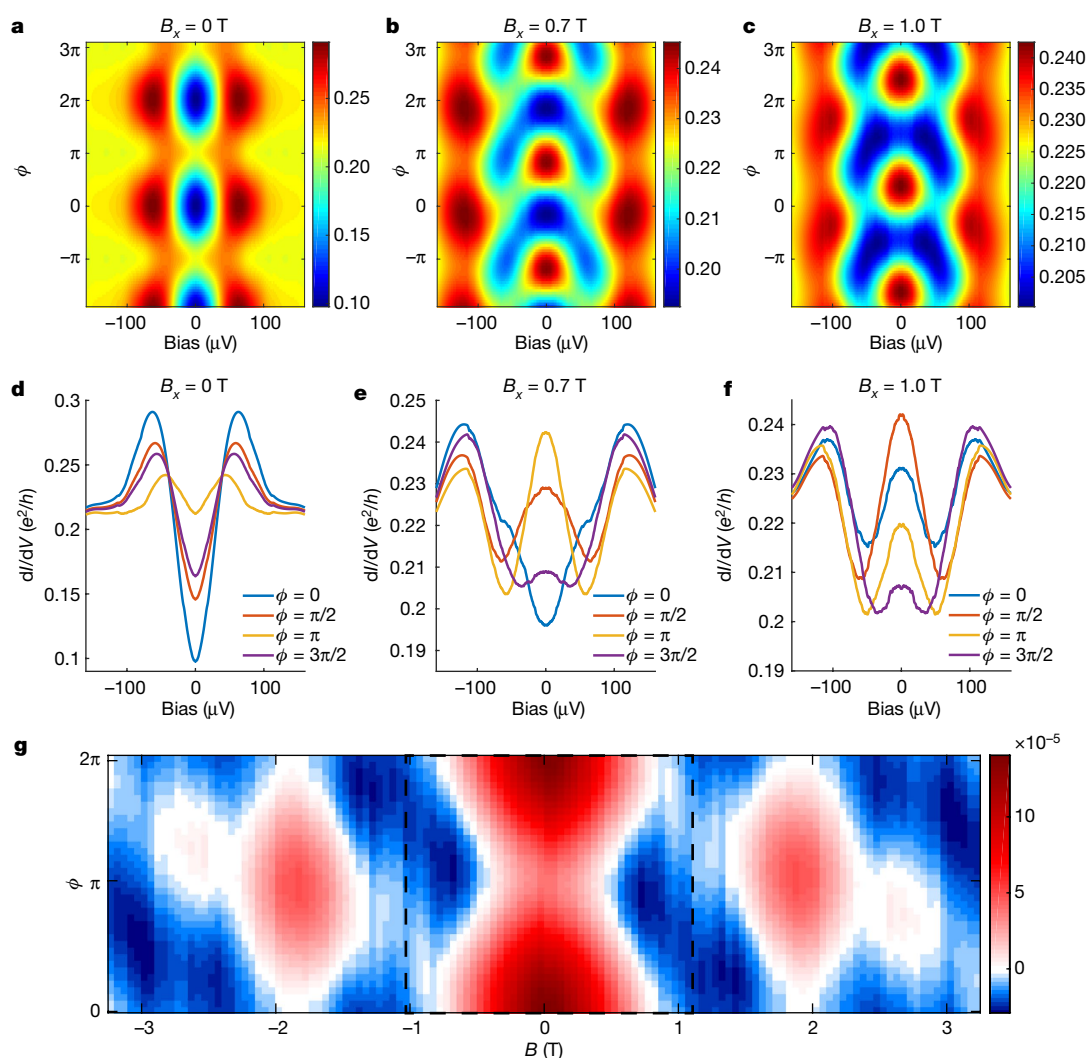 a
Bₓ = 0 T
3π
2π
π
0
−π
ϕ
−100
0
100
Bias (μV)
0.25
0.20
0.15
0.10
b
Bₓ = 0.7 T
3π
2π
π
0
−π
ϕ
−100
0
100
Bias (μV)
0.24
0.23
0.22
0.21
0.20
c
Bₓ = 1.0 T
3π
2π
π
0
−π
ϕ
−100
0
100
Bias (μV)
0.240
0.235
0.230
0.225
0.220
0.215
0.210
0.205
d
Bₓ = 0 T
0.3
0.25
0.2
0.15
0.1
dI/dV (e²/h)
ϕ = 0
ϕ = π/2
ϕ = π
ϕ = 3π/2
−100
0
100
Bias (μV)
e
Bₓ = 0.7 T
0.25
0.24
0.23
0.22
0.21
0.2
0.19
dI/dV (e²/h)
ϕ = 0
ϕ = π/2
ϕ = π
ϕ = 3π/2
−100
0
100
Bias (μV)
f
Bₓ = 1.0 T
0.24
0.23
0.22
0.21
0.2
0.19
dI/dV (e²/h)
ϕ = 0
ϕ = π/2
ϕ = π
ϕ = 3π/2
−100
0
100
Bias (μV)
g
2π
π
0
ϕ
−3
−2
−1
0
1
2
3
B (T)
×10⁻⁵
10
5
0